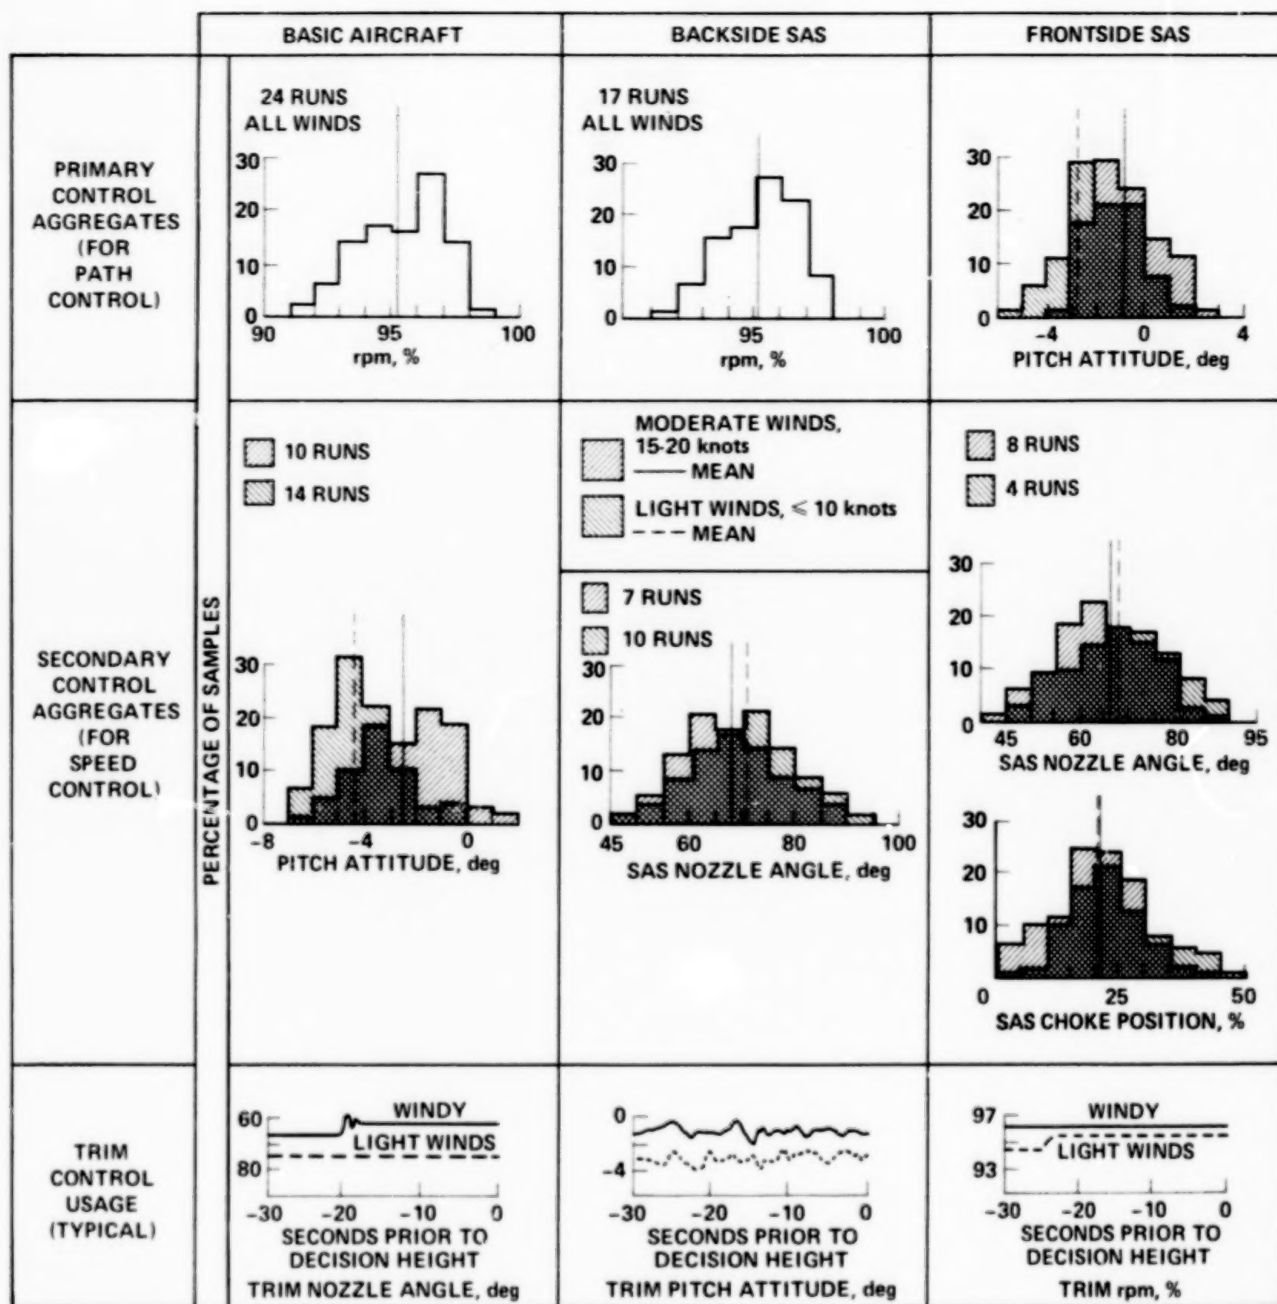 BASIC AIRCRAFT
BACKSIDE SAS
FRONTSIDE SAS
PRIMARY
CONTROL
AGGREGATES
(FOR
PATH
CONTROL)
24 RUNS
ALL WINDS
30
20
10
0
90
95
100
rpm, %
17 RUNS
ALL WINDS
30
20
10
0
95
100
rpm, %
30
20
10
0
-4
0
4
PITCH ATTITUDE, deg
PERCENTAGE OF SAMPLES
SECONDARY
CONTROL
AGGREGATES
(FOR
SPEED
CONTROL)
10 RUNS
14 RUNS
30
20
10
0
-8
-4
0
PITCH ATTITUDE, deg
MODERATE WINDS,
15-20 knots
MEAN
LIGHT WINDS, ≤ 10 knots
MEAN
7 RUNS
10 RUNS
30
20
10
0
45
60
80
100
SAS NOZZLE ANGLE, deg
8 RUNS
4 RUNS
30
20
10
0
45
60
80
95
SAS NOZZLE ANGLE, deg
30
20
10
0
25
50
SAS CHOKE POSITION, %
TRIM
CONTROL
USAGE
(TYPICAL)
60
80
WINDY
LIGHT WINDS
-30
-20
-10
0
SECONDS PRIOR TO
DECISION HEIGHT
TRIM NOZZLE ANGLE, deg
0
-4
-30
-20
-10
0
SECONDS PRIOR TO
DECISION HEIGHT
TRIM PITCH ATTITUDE, deg
97
93
WINDY
LIGHT WINDS
-30
-20
-10
0
SECONDS PRIOR TO
DECISION HEIGHT
TRIM rpm, %